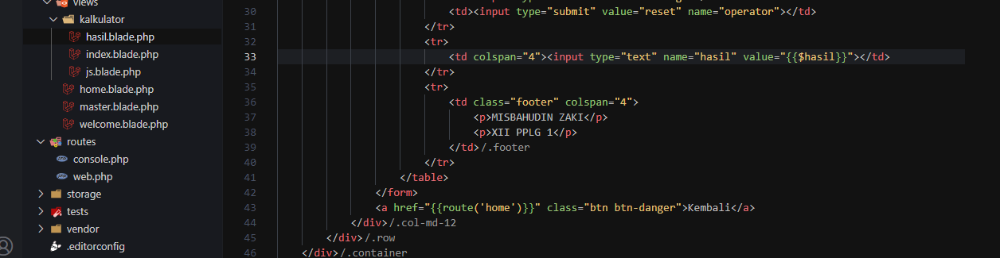 views
kalkulator
hasil.blade.php
index.blade.php
js.blade.php
home.blade.php
master.blade.php
welcome.blade.php
routes
console.php
web.php
storage
tests
vendor
.editorconfig
30 <td><input type="submit" value="reset" name="operator"></td>
31 </tr>
32 <tr>
33 <td colspan="4"><input type="text" name="hasil" value="{{$hasil}}"></td>
34 </tr>
35 <tr>
36 <td class="footer" colspan="4">
37 <p>MISBAHUDIN ZAKI</p>
38 <p>XII PPLG 1</p>
39 </td>/.footer
40 </tr>
41 </table>
42 </form>
43 <a href="{{route('home')}}" class="btn btn-danger">Kembali</a>
44 </div>/.col-md-12
45 </div>/.row
46 </div>/.container